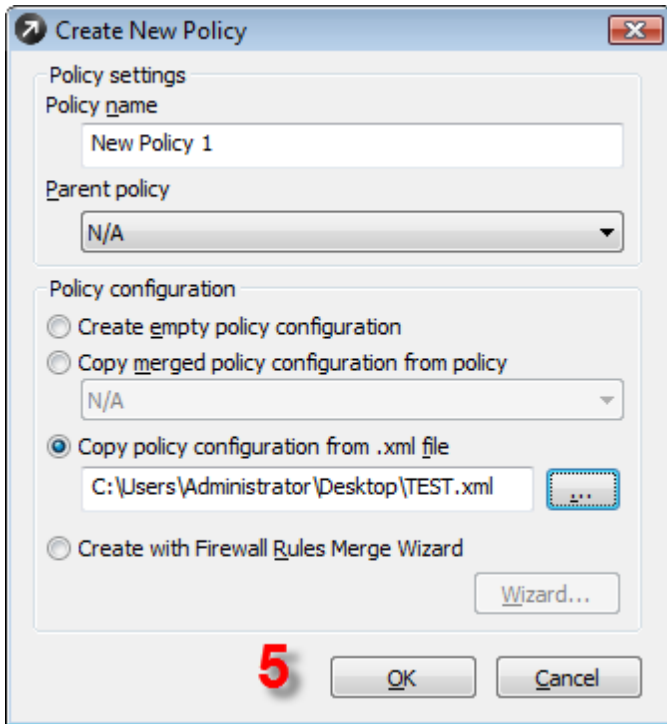 Create New Policy
Policy settings
Policy name
New Policy 1
Parent policy
N/A
Policy configuration
Create empty policy configuration
Copy merged policy configuration from policy
N/A
Copy policy configuration from .xml file
C:\Users\Administrator\Desktop\TEST.xml
...
Create with Firewall Rules Merge Wizard
Wizard...
5 OK Cancel